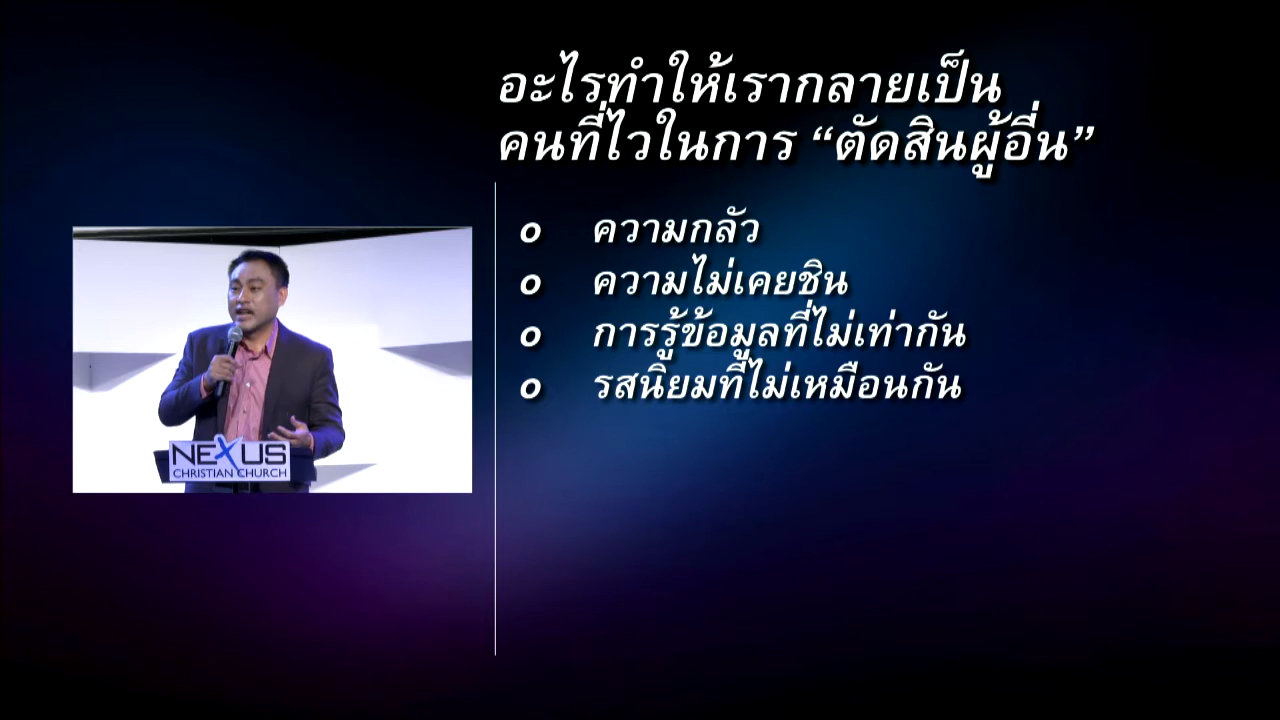 อะไรทำให้เรากลายเป็น
คนที่ไวในการ “ตัดสินผู้อื่น”
o ความกลัว
o ความไม่เคยชิน
o การรู้ข้อมูลที่ไม่เท่ากัน
o รสนิยมที่ไม่เหมือนกัน
NEXUS
CHRISTIAN CHURCH